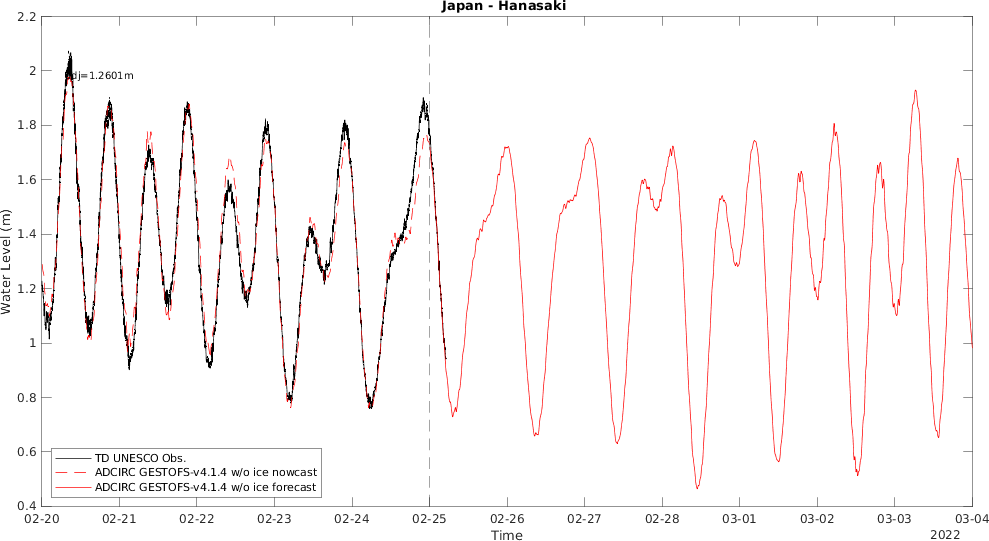 Japan - Hanasaki
2.2
2
1.8
1.6
1.4
1.2
1
0.8
0.6
0.4
Water Level (m)
dj=1.2601m
TD UNESCO Obs.
ADCIRC GESTOFS-v4.1.4 w/o ice nowcast
ADCIRC GESTOFS-v4.1.4 w/o ice forecast
02-20 02-21 02-22 02-23 02-24 02-25 02-26 02-27 02-28 03-01 03-02 03-03 03-04
Time
2022